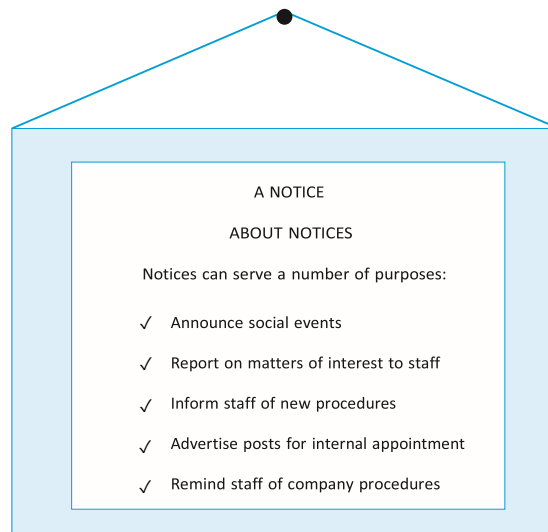 A NOTICE
ABOUT NOTICES
Notices can serve a number of purposes:
✓ Announce social events
✓ Report on matters of interest to staff
✓ Inform staff of new procedures
✓ Advertise posts for internal appointment
✓ Remind staff of company procedures